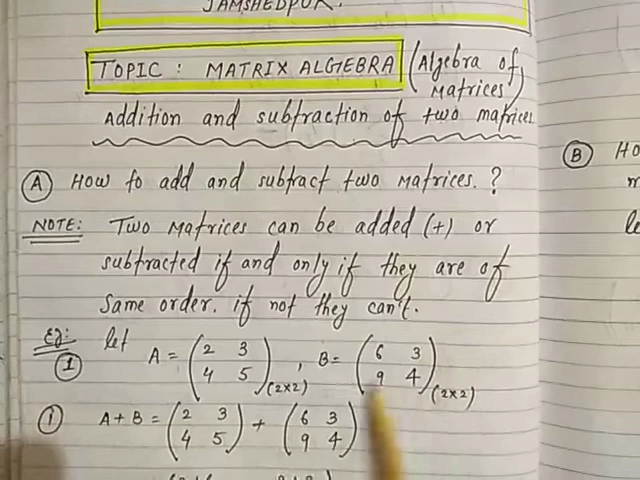 JAMSHEDPUR.
TOPIC: MATRIX ALGEBRA (Algebra of Matrices)
Addition and subtraction of two matrices
(A) How to add and subtract two Matrices.?
NOTE: Two Matrices can be added (+) or
subtracted if and only if they are of
same order. if not they can't.
Eg: (1) let A = (2 3 / 4 5)(2×2), B = (6 3 / 9 4)(2×2)
(1) A + B = (2 3 / 4 5) + (6 3 / 9 4)
(B) Ho
le